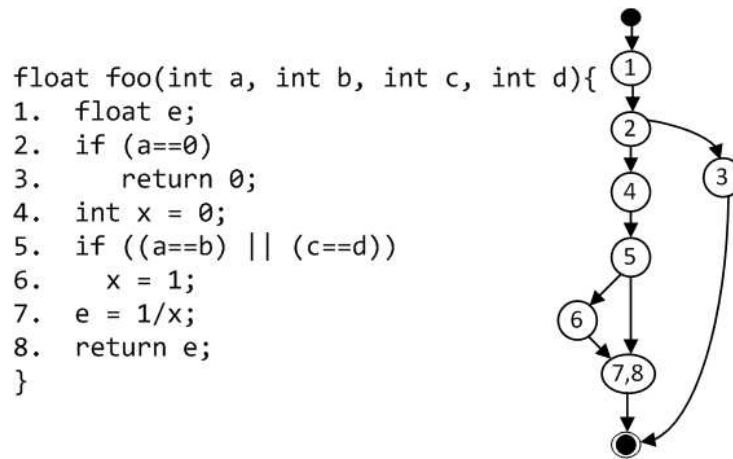 float foo(int a, int b, int c, int d){
1. float e;
2. if (a==0)
3. return 0;
4. int x = 0;
5. if ((a==b) || (c==d))
6. x = 1;
7. e = 1/x;
8. return e;
}
1
2
3
4
5
6
7,8